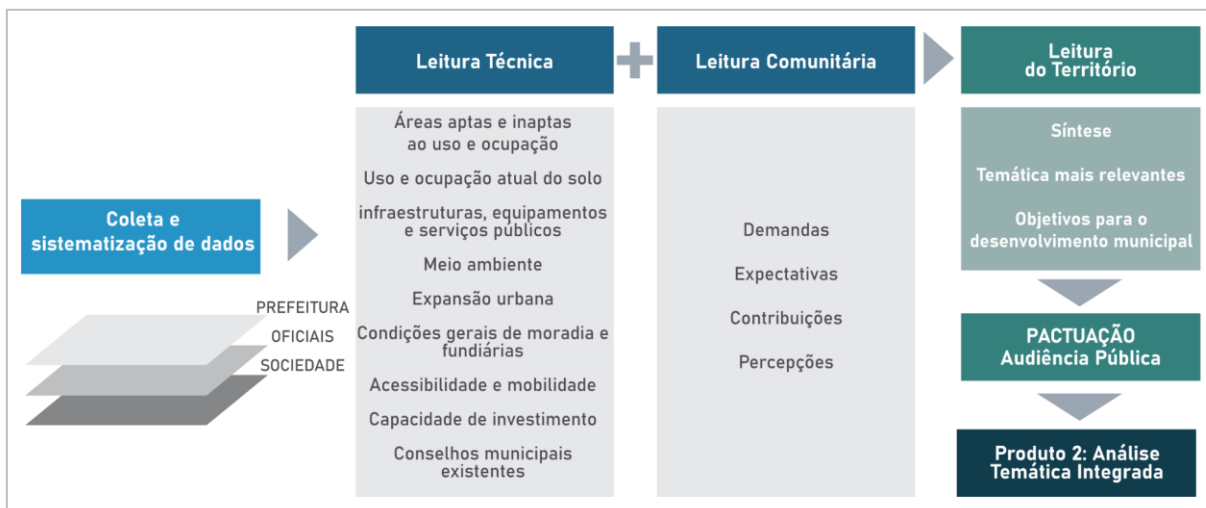 Coleta e
sistematização de dados
PREFEITURA
OFICIAIS
SOCIEDADE
Leitura Técnica
Áreas aptas e inaptas
ao uso e ocupação
Uso e ocupação atual do solo
infraestruturas, equipamentos
e serviços públicos
Meio ambiente
Expansão urbana
Condições gerais de moradia e
fundiárias
Acessibilidade e mobilidade
Capacidade de investimento
Conselhos municipais
existentes
+
Leitura Comunitária
Demandas
Expectativas
Contribuições
Percepções
Leitura
do Território
Síntese
Temática mais relevantes
Objetivos para o
desenvolvimento municipal
PACTUAÇÃO
Audiência Pública
Produto 2: Análise
Temática Integrada